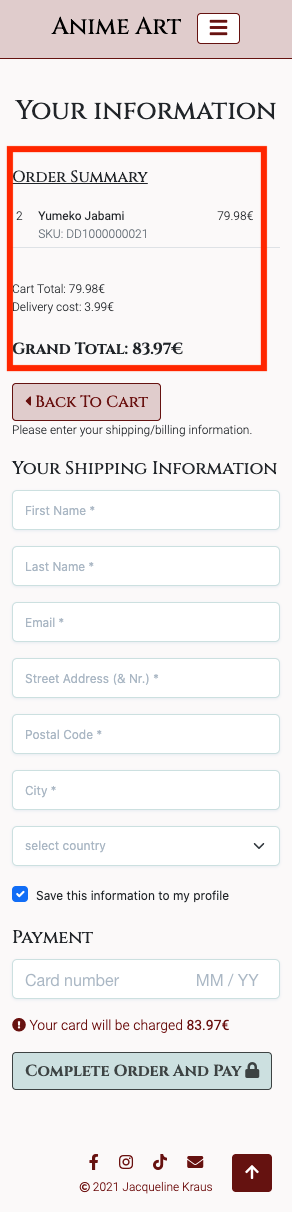 Anime Art
Your information
Order Summary
2 Yumeko Jabami 79.98€
SKU: DD1000000021
Cart Total: 79.98€
Delivery cost: 3.99€
Grand Total: 83.97€
Back To Cart
Please enter your shipping/billing information.
Your Shipping Information
First Name *
Last Name *
Email *
Street Address (& Nr.) *
Postal Code *
City *
select country
Save this information to my profile
Payment
Card number MM / YY
Your card will be charged 83.97€
Complete Order And Pay
© 2021 Jacqueline Kraus